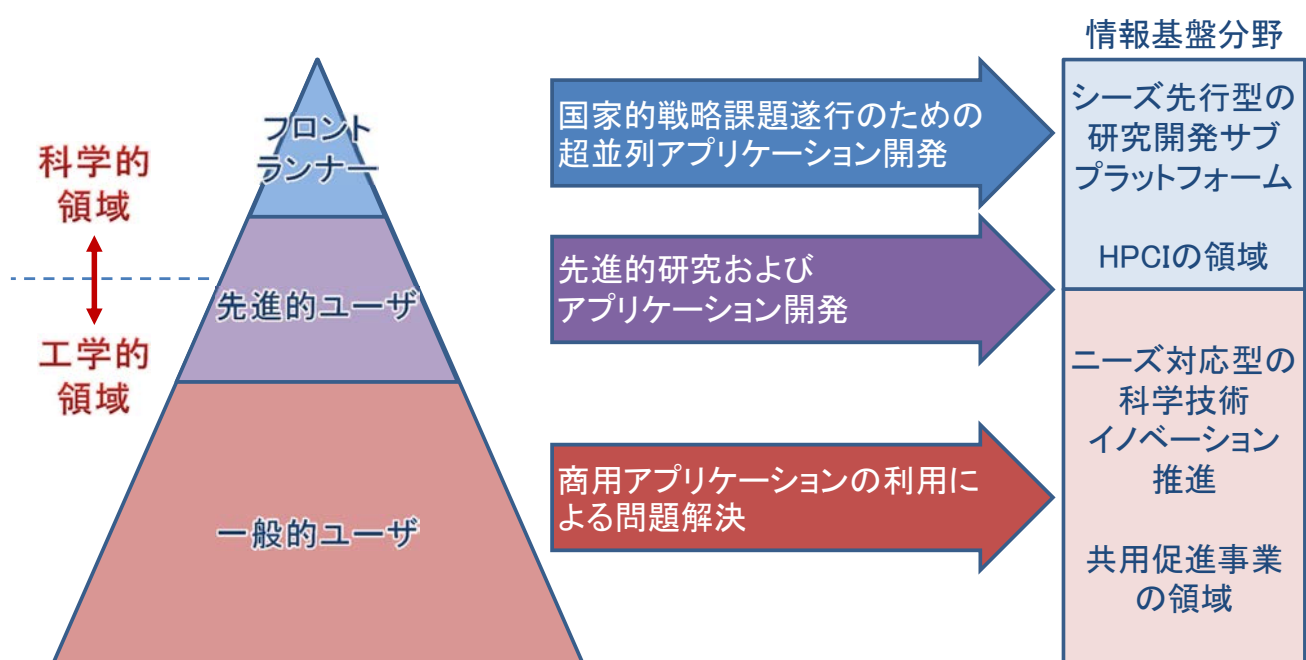 情報基盤分野
科学的
領域
工学的
領域
フロント
ランナー
先進的ユーザ
一般的ユーザ
国家的戦略課題遂行のための
超並列アプリケーション開発
先進的研究および
アプリケーション開発
商用アプリケーションの利用に
よる問題解決
シーズ先行型の
研究開発サブ
プラットフォーム
HPCIの領域
ニーズ対応型の
科学技術
イノベーション
推進
共用促進事業
の領域